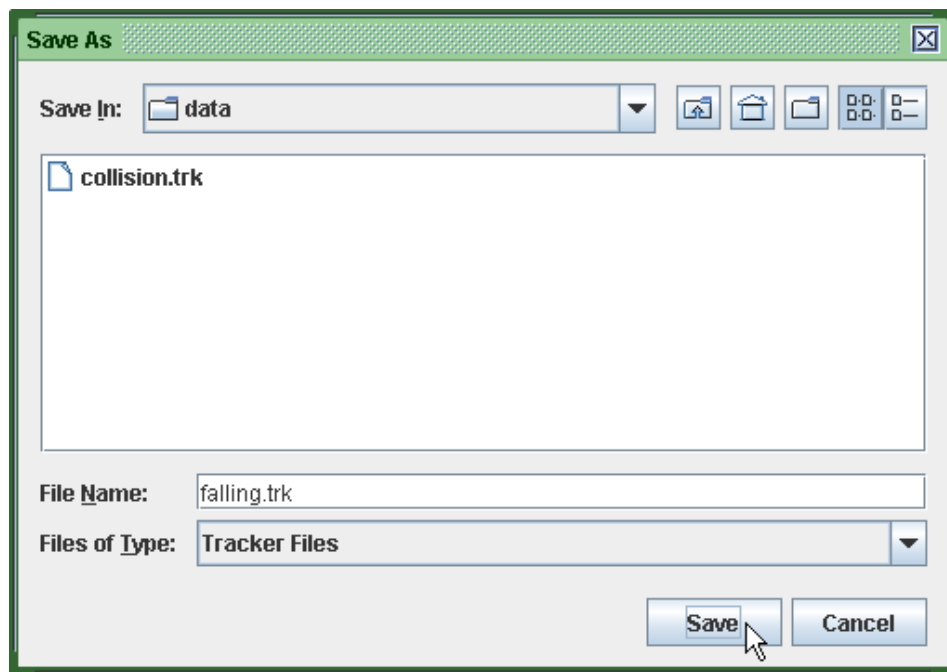 Save As
Save In: data
collision.trk
File Name: falling.trk
Files of Type: Tracker Files
Save Cancel